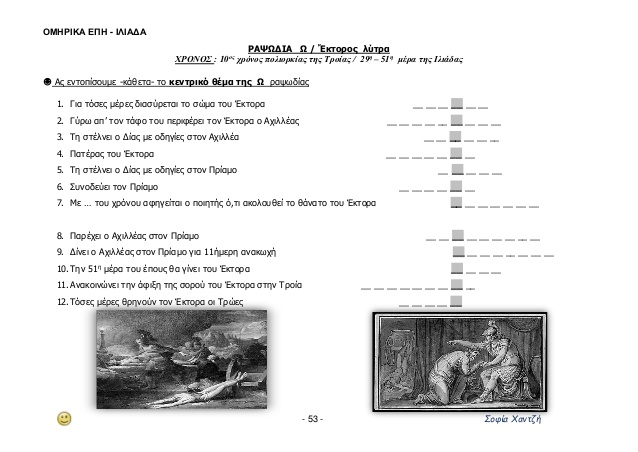 ΟΜΗΡΙΚΑ ΕΠΗ - ΙΛΙΑΔΑ
ΡΑΨΩΔΙΑ Ω / Ἕκτορος λύτρα
ΧΡΟΝΟΣ : 10ος χρόνος πολιορκίας της Τροίας / 29η – 51η μέρα της Ιλιάδας
Ας εντοπίσουμε -κάθετα- το κεντρικό θέμα της Ω ραψωδίας
1. Για τόσες μέρες διασύρεται το σώμα του Έκτορα
2. Γύρω απ’ τον τάφο του περιφέρει τον Έκτορα ο Αχιλλέας
3. Τη στέλνει ο Δίας με οδηγίες στον Αχιλλέα
4. Πατέρας του Έκτορα
5. Τη στέλνει ο Δίας με οδηγίες στον Πρίαμο
6. Συνοδεύει τον Πρίαμο
7. Με … του χρόνου αφηγείται ο ποιητής ό,τι ακολουθεί το θάνατο του Έκτορα
8. Παρέχει ο Αχιλλέας στον Πρίαμο
9. Δίνει ο Αχιλλέας στον Πρίαμο για 11ήμερη ανακωχή
10. Την 51η μέρα του έπους θα γίνει του Έκτορα
11. Ανακοινώνει την άφιξη της σορού του Έκτορα στην Τροία
12. Τόσες μέρες θρηνούν τον Έκτορα οι Τρώες
- 53 -
Σοφία Χαντζή